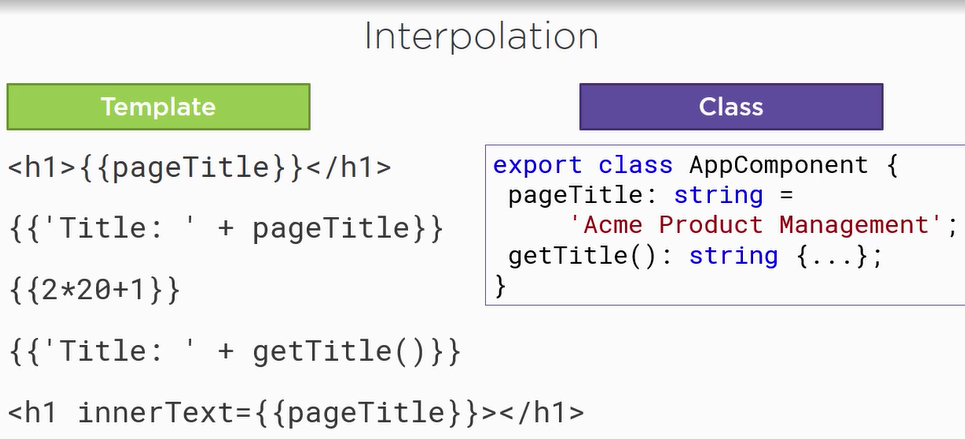 Interpolation
Template
<h1>{{pageTitle}}</h1>
{{'Title: ' + pageTitle}}
{{2*20+1}}
{{'Title: ' + getTitle()}}
<h1 innerText={{pageTitle}}></h1>
Class
export class AppComponent {
 pageTitle: string =
     'Acme Product Management';
 getTitle(): string {...};
}